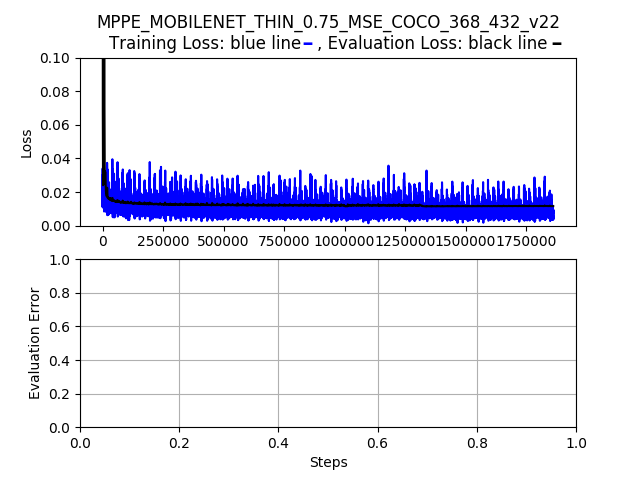 MPPE_MOBILENET_THIN_0.75_MSE_COCO_368_432_v22
Training Loss: blue line – , Evaluation Loss: black line –
0.10
0.08
0.06
0.04
0.02
0.00
Loss
0 250000 500000 750000 1000000 1250000 1500000 1750000
1.0
0.8
0.6
0.4
0.2
0.0
Evaluation Error
0.0 0.2 0.4 0.6 0.8 1.0
Steps